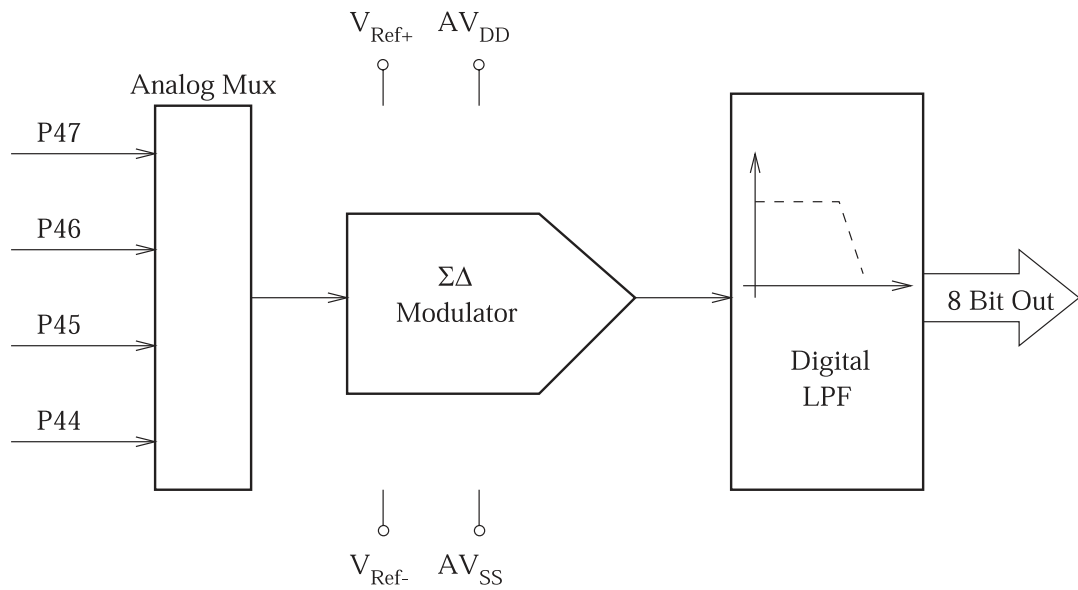 V_Ref+ AV_DD
Analog Mux
P47
P46
P45
P44
ΣΔ
Modulator
8 Bit Out
Digital
LPF
V_Ref- AV_SS